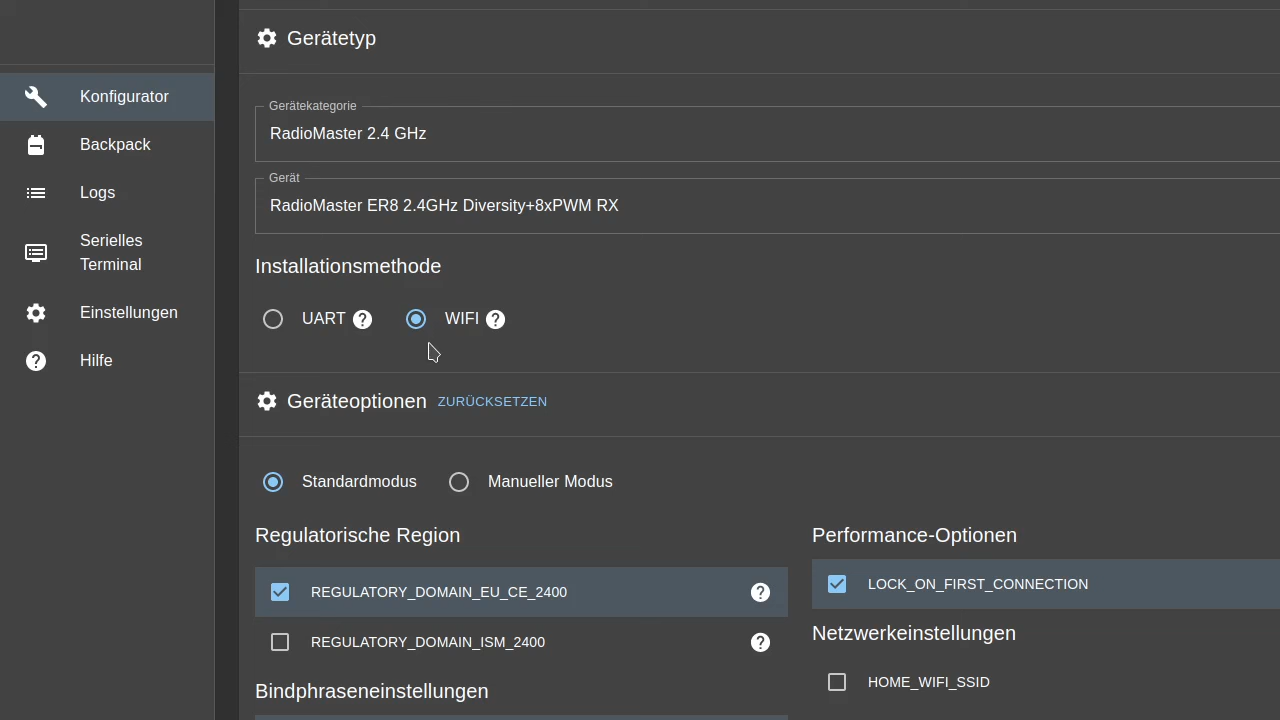 Konfigurator
Backpack
Logs
Serielles
Terminal
Einstellungen
Hilfe
Gerätetyp
Gerätekategorie
RadioMaster 2.4 GHz
Gerät
RadioMaster ER8 2.4GHz Diversity+8xPWM RX
Installationsmethode
UART ?
WIFI ?
Geräteoptionen ZURÜCKSETZEN
Standardmodus
Manueller Modus
Regulatorische Region
REGULATORY_DOMAIN_EU_CE_2400 ?
REGULATORY_DOMAIN_ISM_2400 ?
Bindphraseneinstellungen
Performance-Optionen
LOCK_ON_FIRST_CONNECTION
Netzwerkeinstellungen
HOME_WIFI_SSID